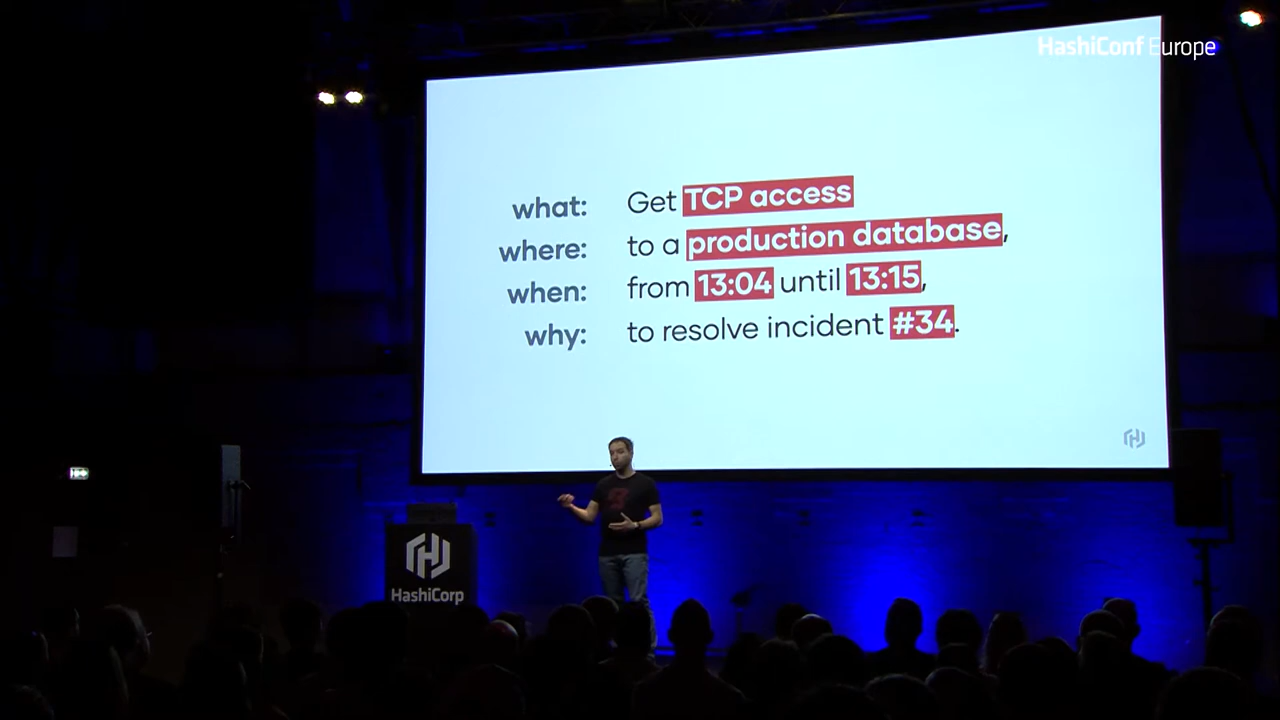 HashiConf Europe
what: Get TCP access
where: to a production database,
when: from 13:04 until 13:15,
why: to resolve incident #34.
HashiCorp